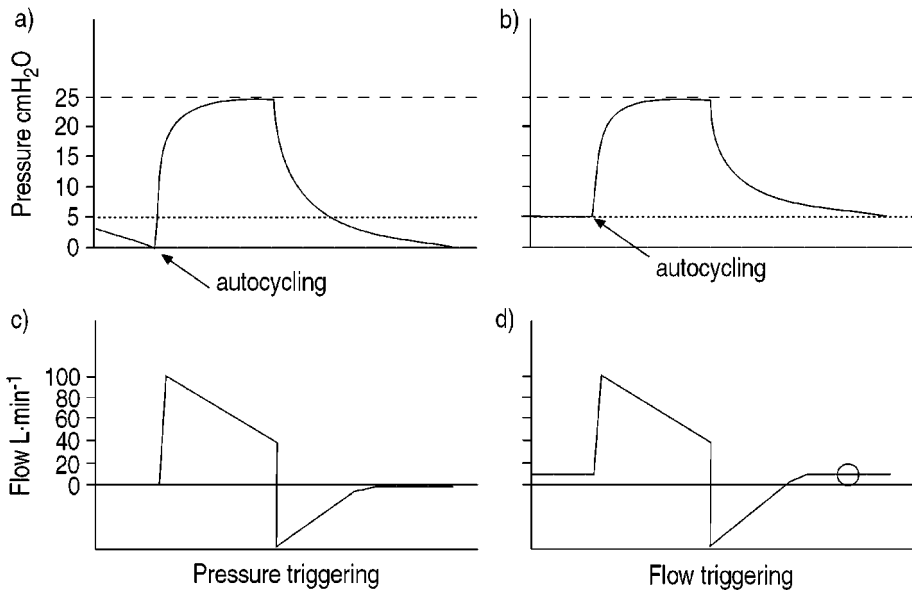 a)
b)
Pressure cmH₂O
25
20
15
10
5
0
autocycling
autocycling
c)
d)
Flow L·min⁻¹
100
80
60
40
20
0
Pressure triggering
Flow triggering